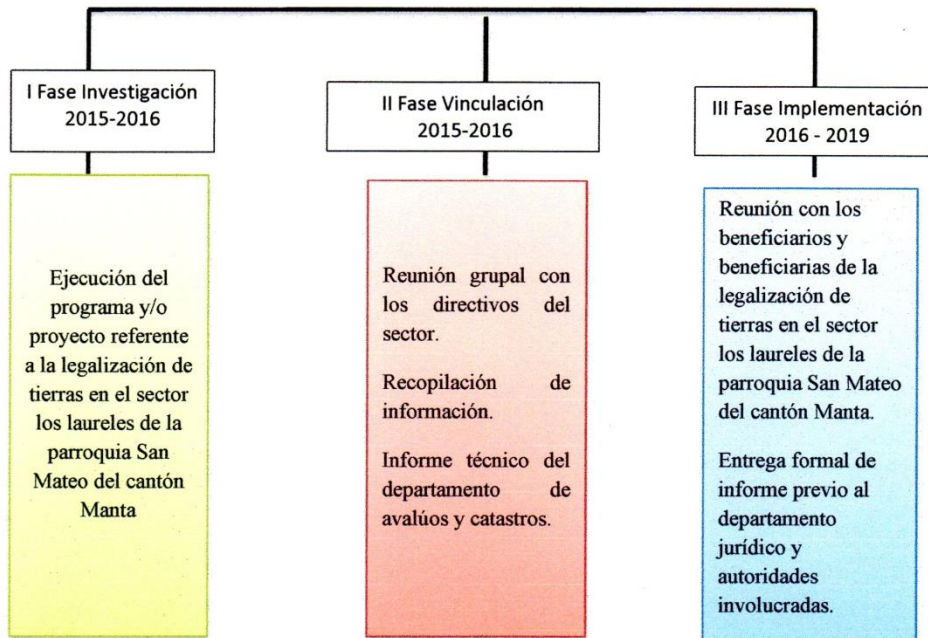 I Fase Investigación
2015-2016
Ejecución del
programa y/o
proyecto referente
a la legalización de
tierras en el sector
los laureles de la
parroquia San
Mateo del cantón
Manta
II Fase Vinculación
2015-2016
Reunión grupal con
los directivos del
sector.
Recopilación de
información.
Informe técnico del
departamento de
avalúos y catastros.
III Fase Implementación
2016 - 2019
Reunión con los
beneficiarios y
beneficiarias de la
legalización de
tierras en el sector
los laureles de la
parroquia San Mateo
del cantón Manta.
Entrega formal de
informe previo al
departamento
jurídico y
autoridades
involucradas.